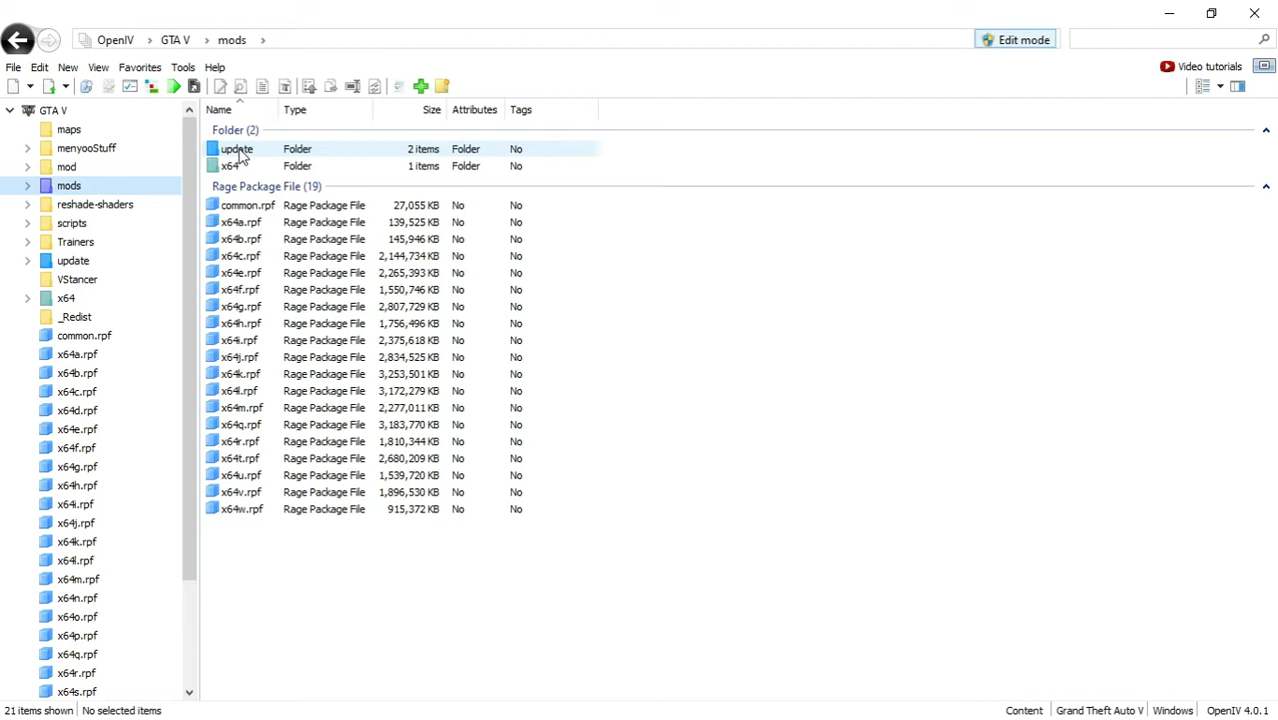 OpenIV > GTA V > mods >
Edit mode
File Edit New View Favorites Tools Help
Video tutorials
GTA V
maps
menyooStuff
mod
mods
reshade-shaders
scripts
Trainers
update
VStancer
x64
_Redist
common.rpf
x64a.rpf
x64b.rpf
x64c.rpf
x64d.rpf
x64e.rpf
x64f.rpf
x64g.rpf
x64h.rpf
x64i.rpf
x64j.rpf
x64k.rpf
x64l.rpf
x64m.rpf
x64n.rpf
x64o.rpf
x64p.rpf
x64q.rpf
x64r.rpf
x64s.rpf
Name Type Size Attributes Tags
Folder (2)
update Folder 2 items Folder No
x64 Folder 1 items Folder No
Rage Package File (19)
common.rpf Rage Package File 27,055 KB No No
x64a.rpf Rage Package File 139,525 KB No No
x64b.rpf Rage Package File 145,946 KB No No
x64c.rpf Rage Package File 2,144,734 KB No No
x64e.rpf Rage Package File 2,265,393 KB No No
x64f.rpf Rage Package File 1,550,746 KB No No
x64g.rpf Rage Package File 2,807,729 KB No No
x64h.rpf Rage Package File 1,756,496 KB No No
x64i.rpf Rage Package File 2,375,618 KB No No
x64j.rpf Rage Package File 2,834,525 KB No No
x64k.rpf Rage Package File 3,253,501 KB No No
x64l.rpf Rage Package File 3,172,279 KB No No
x64m.rpf Rage Package File 2,277,011 KB No No
x64q.rpf Rage Package File 3,183,770 KB No No
x64r.rpf Rage Package File 1,810,344 KB No No
x64t.rpf Rage Package File 2,680,209 KB No No
x64u.rpf Rage Package File 1,539,720 KB No No
x64v.rpf Rage Package File 1,896,530 KB No No
x64w.rpf Rage Package File 915,372 KB No No
21 items shown No selected items Content Grand Theft Auto V Windows OpenIV 4.0.1